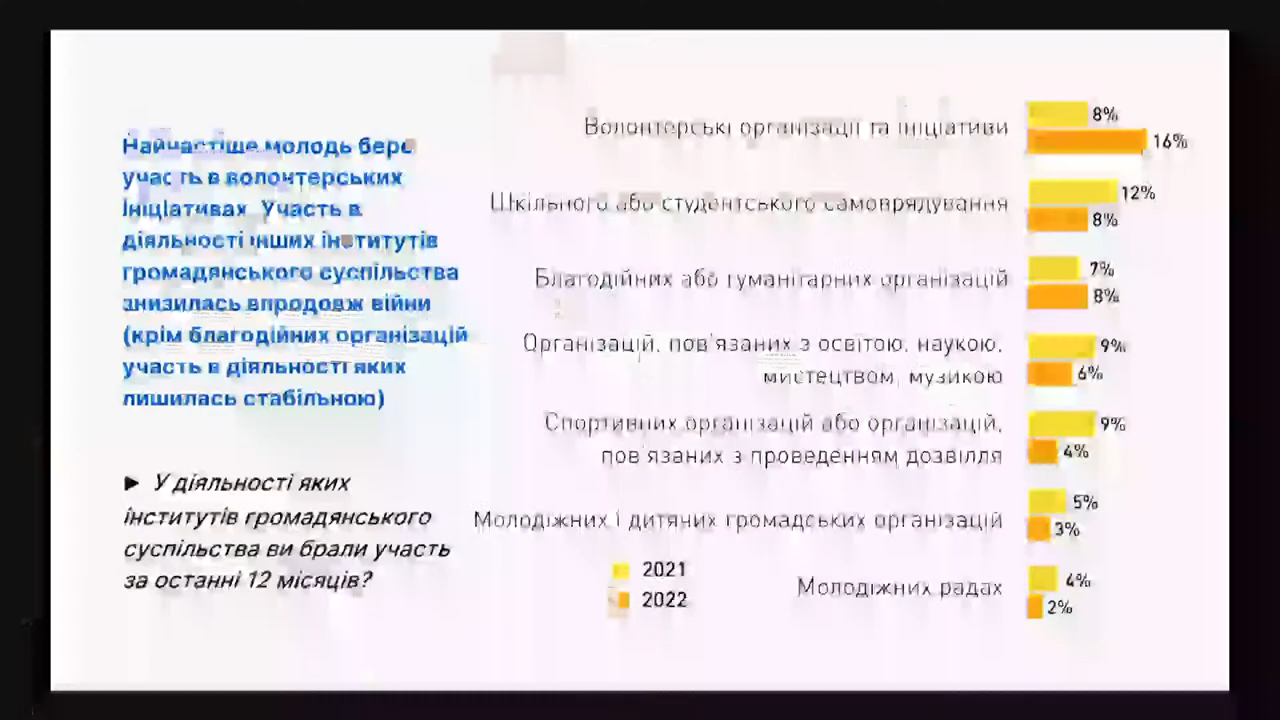 Найчастіше молодь бере
участь в волонтерських
ініціативах. Участь в
діяльності інших інститутів
громадянського суспільства
знизилась впродовж війни
(крім благодійних організацій
участь в діяльності яких
лишилась стабільною)
► У діяльності яких
інститутів громадянського
суспільства ви брали участь
за останні 12 місяців?
Волонтерські організації та ініціативи
8%
16%
Шкільного або студентського самоврядування
12%
8%
Благодійних або гуманітарних організацій
7%
8%
Організацій, пов'язаних з освітою, наукою,
мистецтвом, музикою
9%
6%
Спортивних організацій або організацій,
пов'язаних з проведенням дозвілля
9%
4%
Молодіжних і дитячих громадських організацій
5%
3%
Молодіжних радах
4%
2%
2021
2022